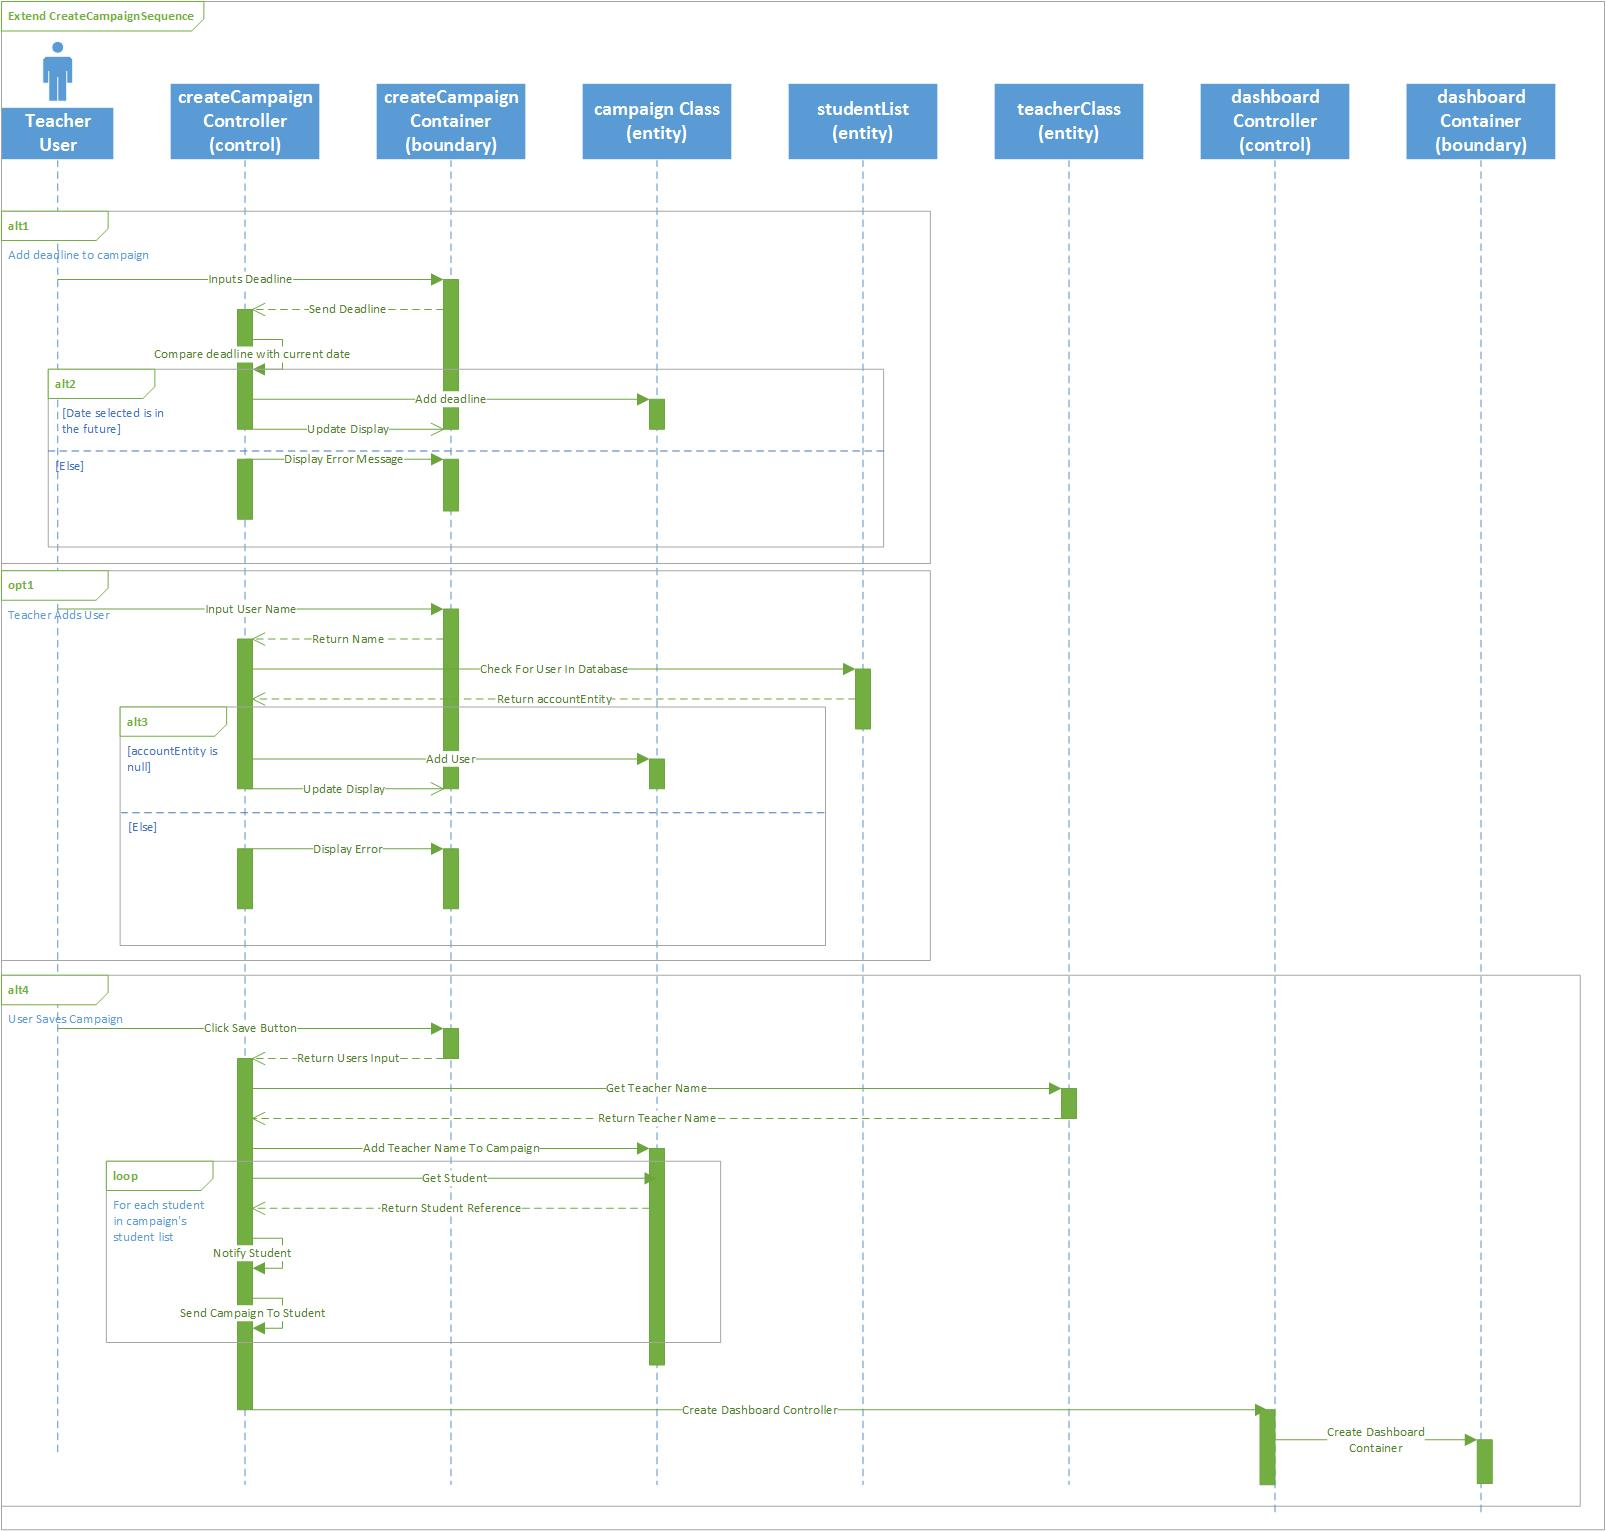 Extend CreateCampaignSequence
Teacher
User
createCampaign
Controller
(control)
createCampaign
Container
(boundary)
campaign Class
(entity)
studentList
(entity)
teacherClass
(entity)
dashboard
Controller
(control)
dashboard
Container
(boundary)
alt1
Add deadline to campaign
Inputs Deadline
Send Deadline
Compare deadline with current date
alt2
[Date selected is in
the future]
Add deadline
Update Display
[Else]
Display Error Message
opt1
Teacher Adds User
Input User Name
Return Name
Check For User In Database
Return accountEntity
alt3
[accountEntity is
null]
Add User
Update Display
[Else]
Display Error
alt4
User Saves Campaign
Click Save Button
Return Users Input
Get Teacher Name
Return Teacher Name
Add Teacher Name To Campaign
loop
For each student
in campaign's
student list
Get Student
Return Student Reference
Notify Student
Send Campaign To Student
Create Dashboard Controller
Create Dashboard
Container